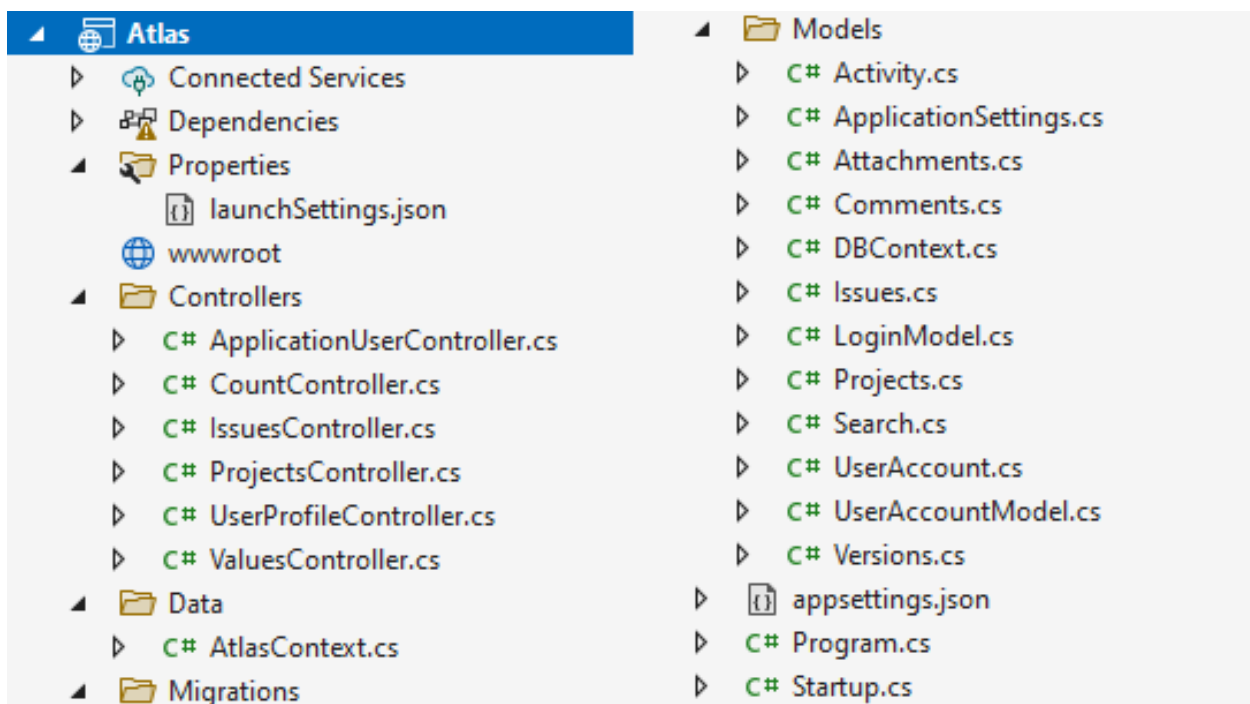 Atlas
Connected Services
Dependencies
Properties
launchSettings.json
wwwroot
Controllers
C# ApplicationUserController.cs
C# CountController.cs
C# IssuesController.cs
C# ProjectsController.cs
C# UserProfileController.cs
C# ValuesController.cs
Data
C# AtlasContext.cs
Migrations
Models
C# Activity.cs
C# ApplicationSettings.cs
C# Attachments.cs
C# Comments.cs
C# DBContext.cs
C# Issues.cs
C# LoginModel.cs
C# Projects.cs
C# Search.cs
C# UserAccount.cs
C# UserAccountModel.cs
C# Versions.cs
appsettings.json
C# Program.cs
C# Startup.cs